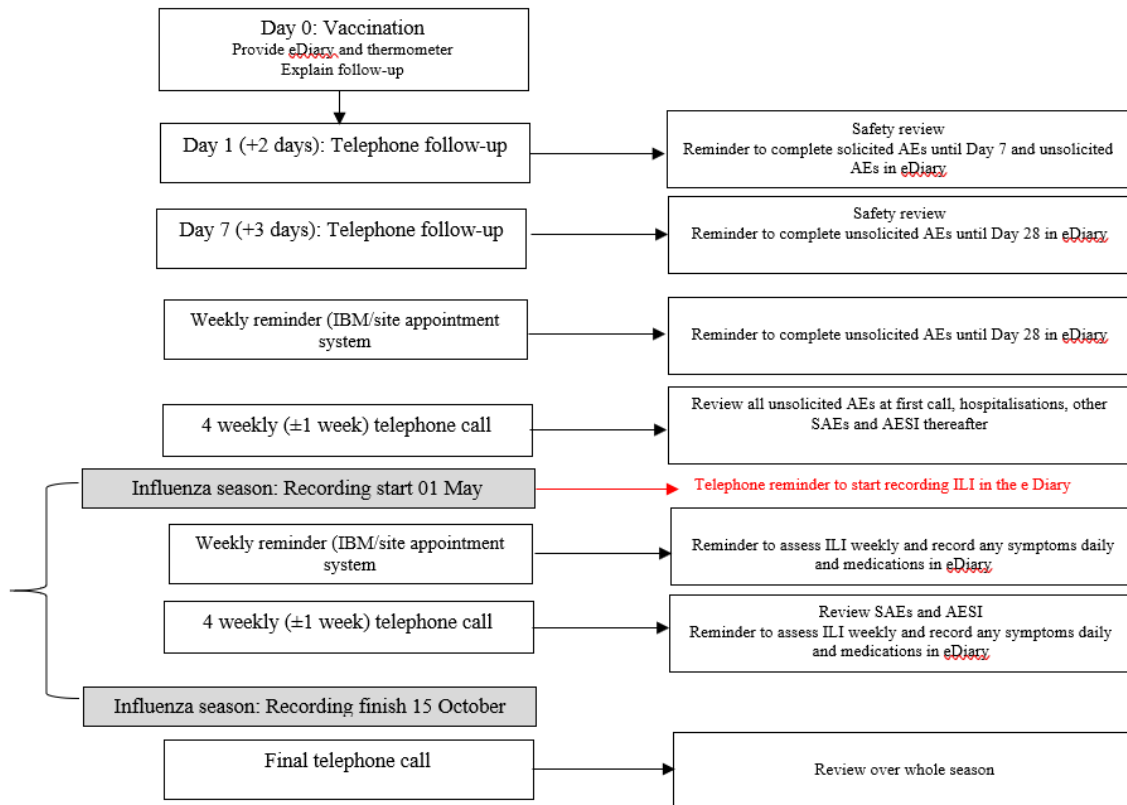 Day 0: Vaccination
Provide eDiary and thermometer
Explain follow-up
Day 1 (+2 days): Telephone follow-up
Safety review
Reminder to complete solicited AEs until Day 7 and unsolicited
AEs in eDiary
Day 7 (+3 days): Telephone follow-up
Safety review
Reminder to complete unsolicited AEs until Day 28 in eDiary
Weekly reminder (IBM/site appointment
system
Reminder to complete unsolicited AEs until Day 28 in eDiary
4 weekly (±1 week) telephone call
Review all unsolicited AEs at first call, hospitalisations, other
SAEs and AESI thereafter
Influenza season: Recording start 01 May
Telephone reminder to start recording ILI in the e Diary
Weekly reminder (IBM/site appointment
system
Reminder to assess ILI weekly and record any symptoms daily
and medications in eDiary
4 weekly (±1 week) telephone call
Review SAEs and AESI
Reminder to assess ILI weekly and record any symptoms daily
and medications in eDiary
Influenza season: Recording finish 15 October
Final telephone call
Review over whole season